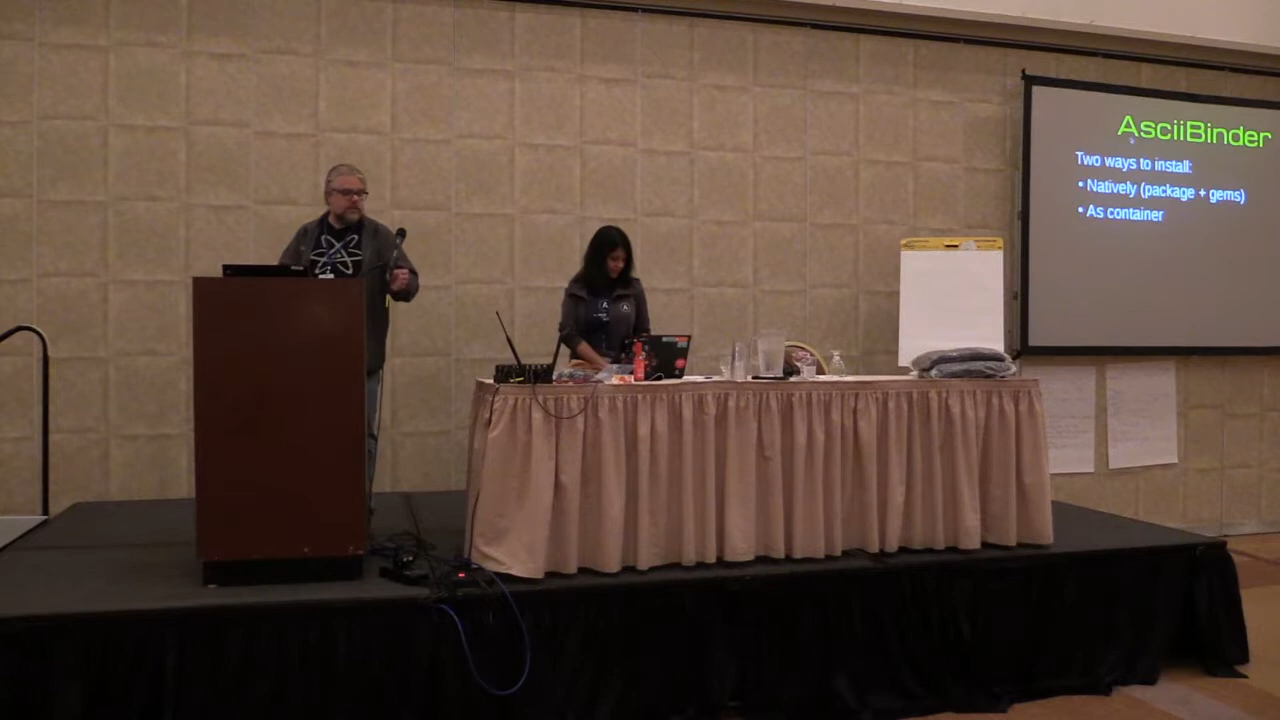 AsciiBinder
Two ways to install:
• Natively (package + gems)
• As container